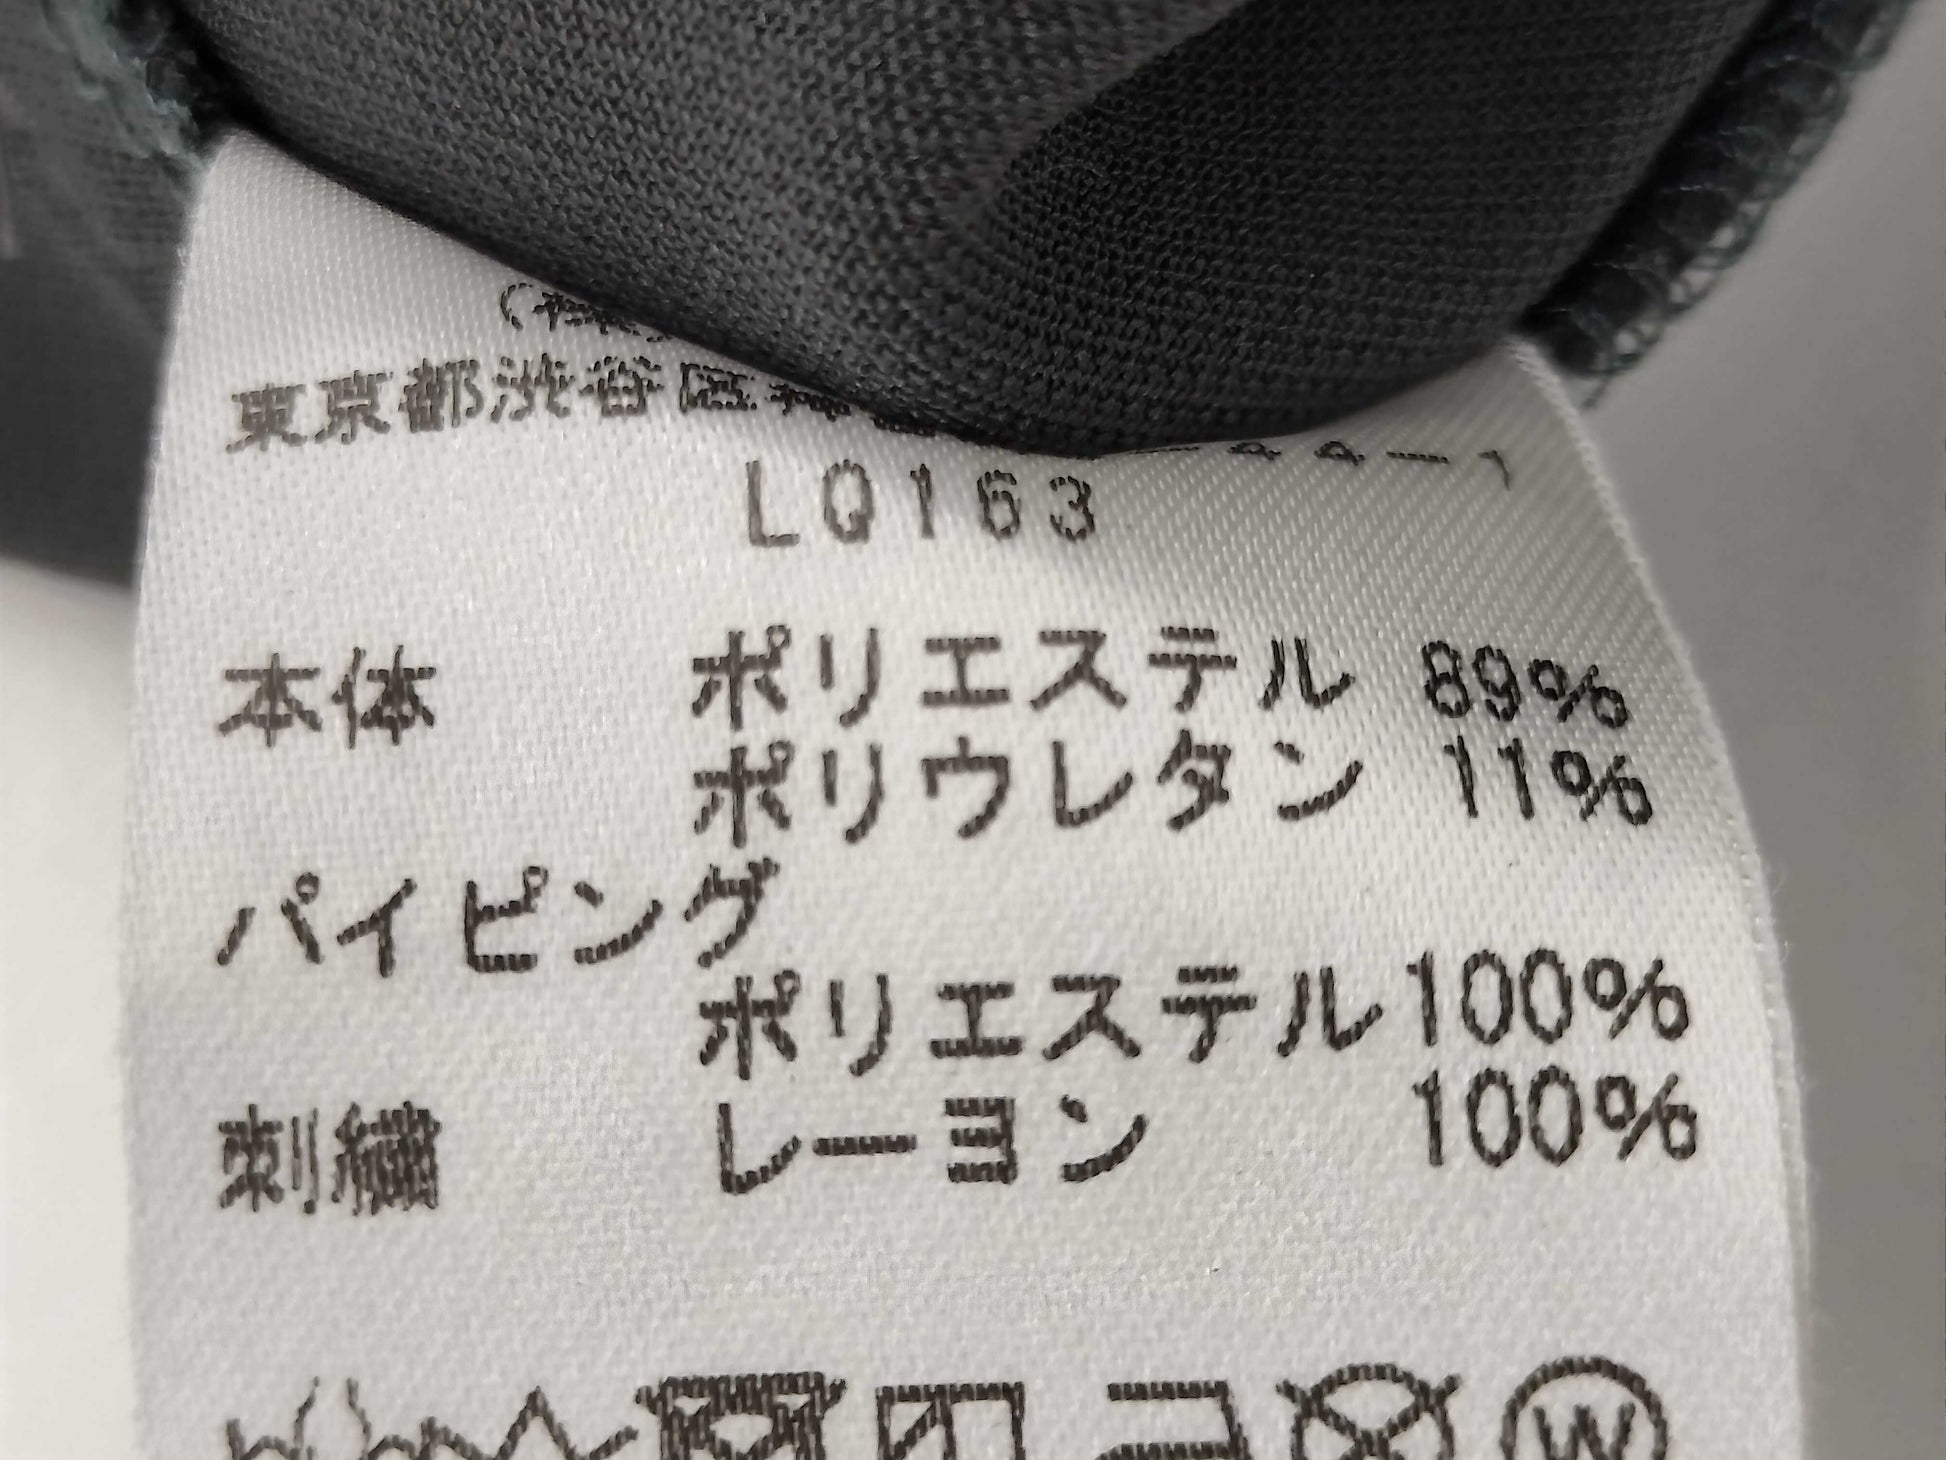 東京都渋谷区
LQ163
本体 ポリエステル 89%
ポリウレタン 11%
パイピング
ポリエステル100%
刺繍 レーヨン 100%
W